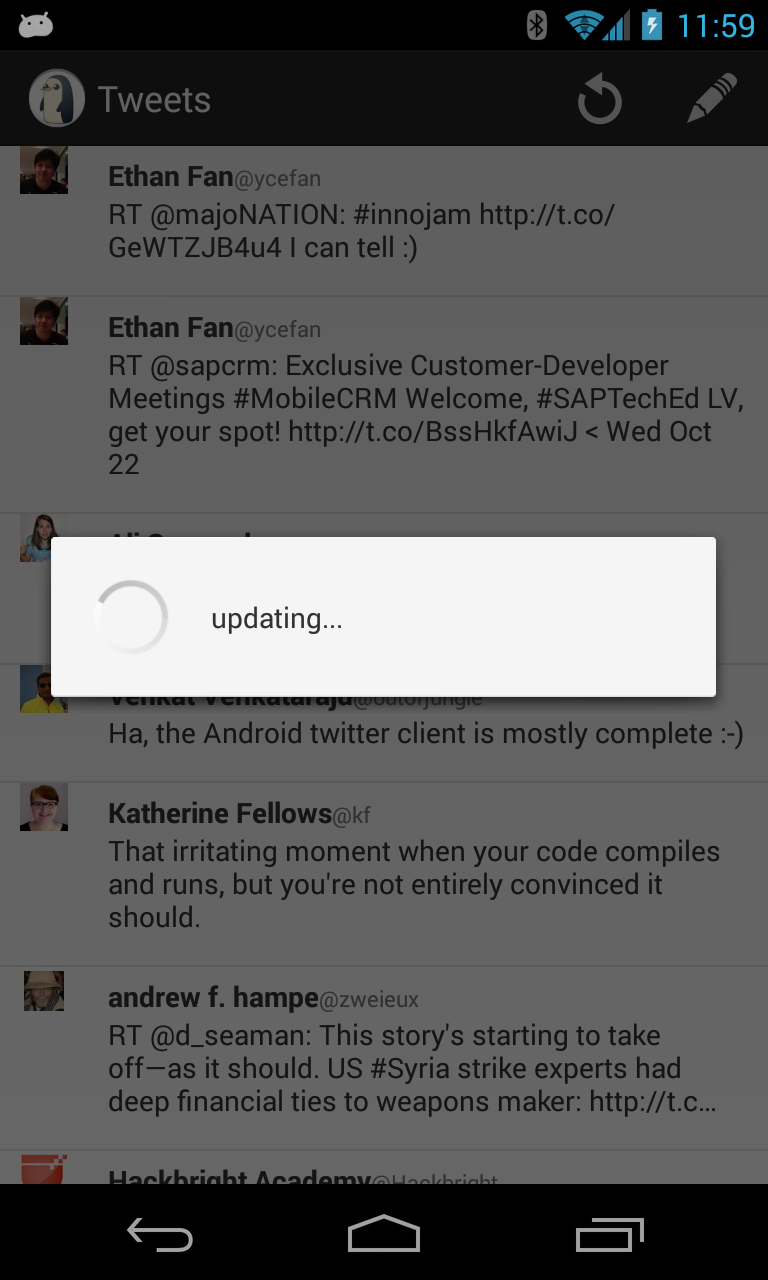 11:59
Tweets
Ethan Fan@ycefan
RT @majoNATION: #innojam http://t.co/
GeWTZJB4u4 I can tell :)
Ethan Fan@ycefan
RT @sapcrm: Exclusive Customer-Developer
Meetings #MobileCRM Welcome, #SAPTechEd LV,
get your spot! http://t.co/BssHkfAwiJ < Wed Oct
22
updating...
Venkat Venkataraju@outofjungle
Ha, the Android twitter client is mostly complete :-)
Katherine Fellows@kf
That irritating moment when your code compiles
and runs, but you're not entirely convinced it
should.
andrew f. hampe@zweieux
RT @d_seaman: This story's starting to take
off—as it should. US #Syria strike experts had
deep financial ties to weapons maker: http://t.c...
Hackbright Academy@Hackbright